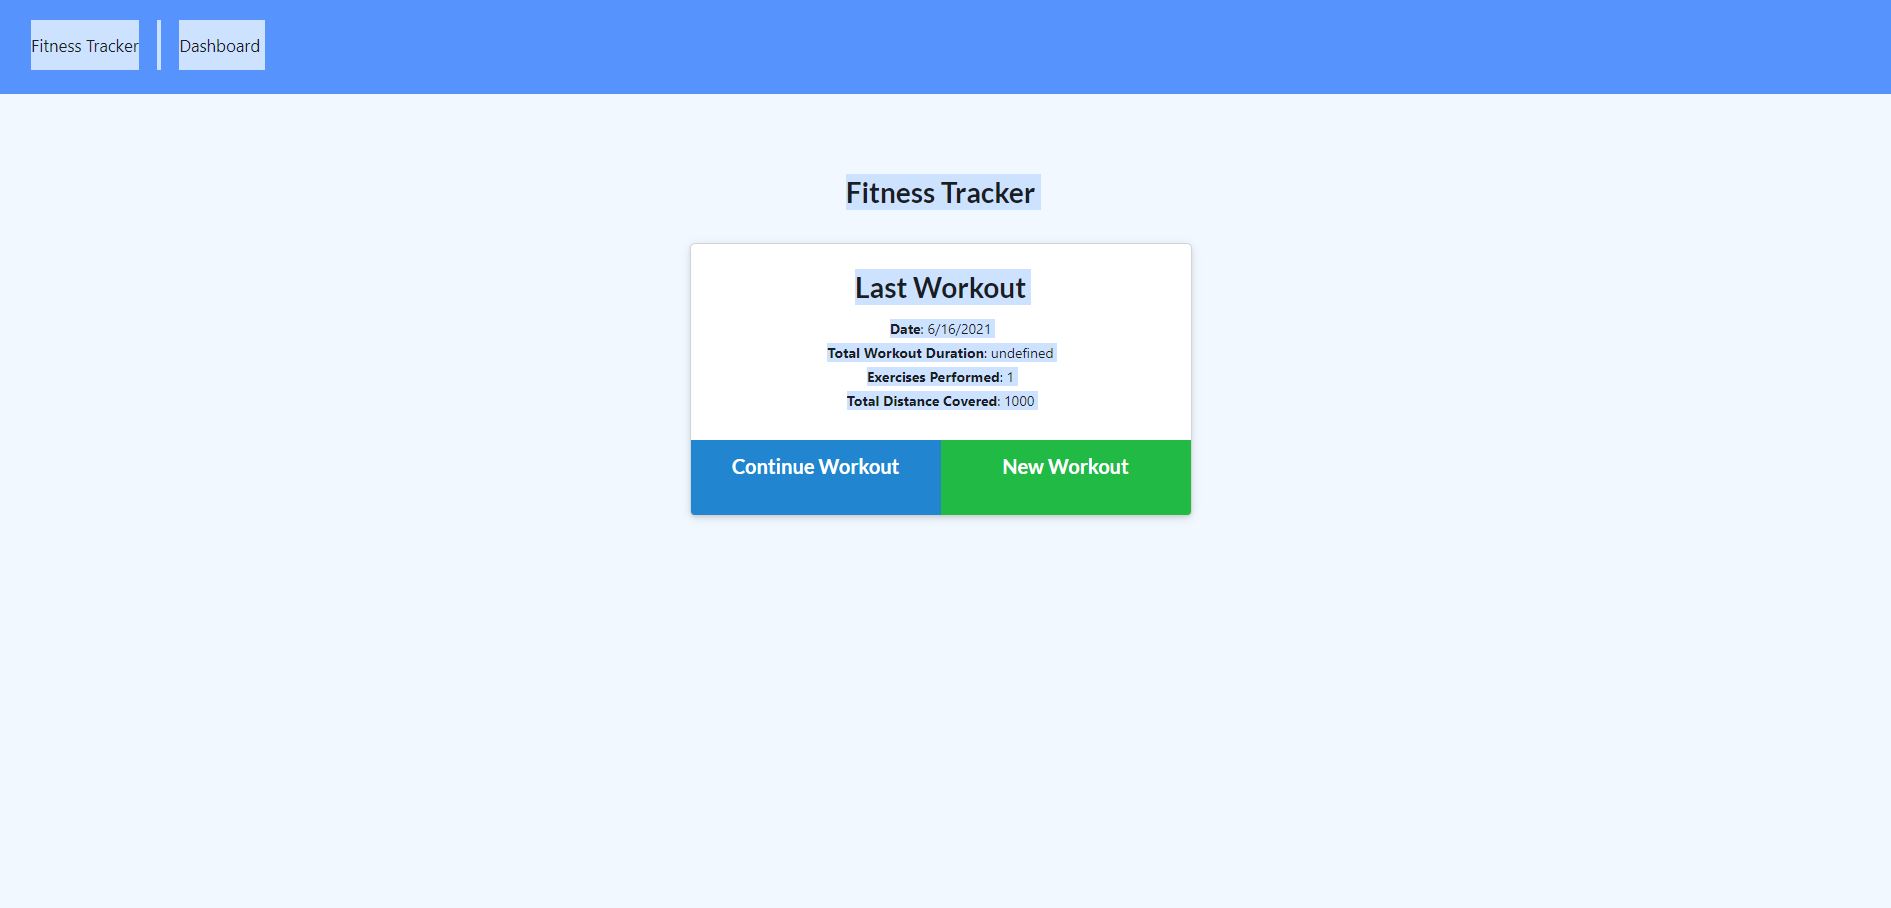 Fitness Tracker | Dashboard
Fitness Tracker
Last Workout
Date: 6/16/2021
Total Workout Duration: undefined
Exercises Performed: 1
Total Distance Covered: 1000
Continue Workout New Workout